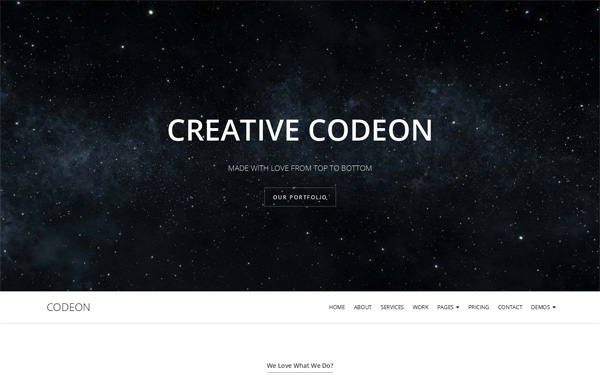 CREATIVE CODEON
MADE WITH LOVE FROM TOP TO BOTTOM
OUR PORTFOLIO
CODEON
HOME ABOUT SERVICES WORK PAGES PRICING CONTACT DEMOS
We Love What We Do?